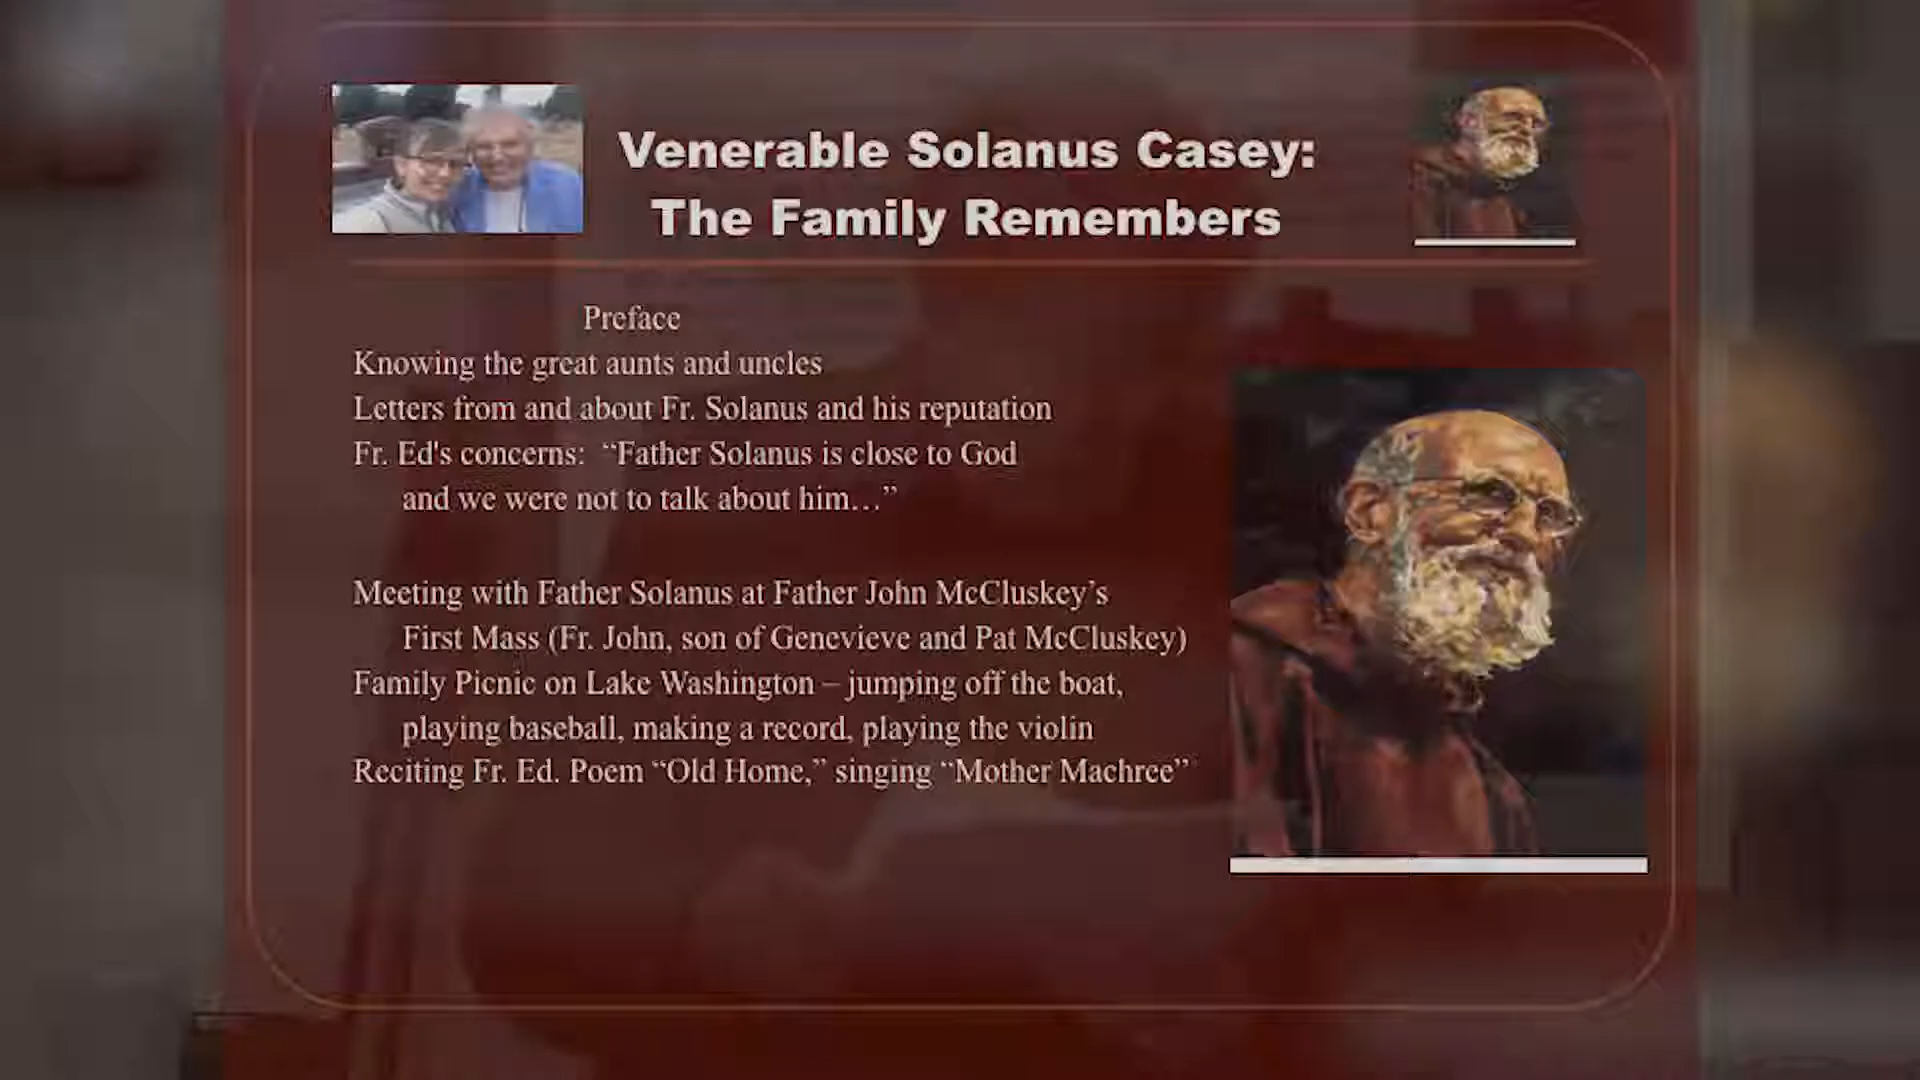 Venerable Solanus Casey:
The Family Remembers
Preface
Knowing the great aunts and uncles
Letters from and about Fr. Solanus and his reputation
Fr. Ed's concerns:  “Father Solanus is close to God
and we were not to talk about him…”
Meeting with Father Solanus at Father John McCluskey’s
First Mass (Fr. John, son of Genevieve and Pat McCluskey)
Family Picnic on Lake Washington – jumping off the boat,
playing baseball, making a record, playing the violin
Reciting Fr. Ed. Poem “Old Home,” singing “Mother Machree”